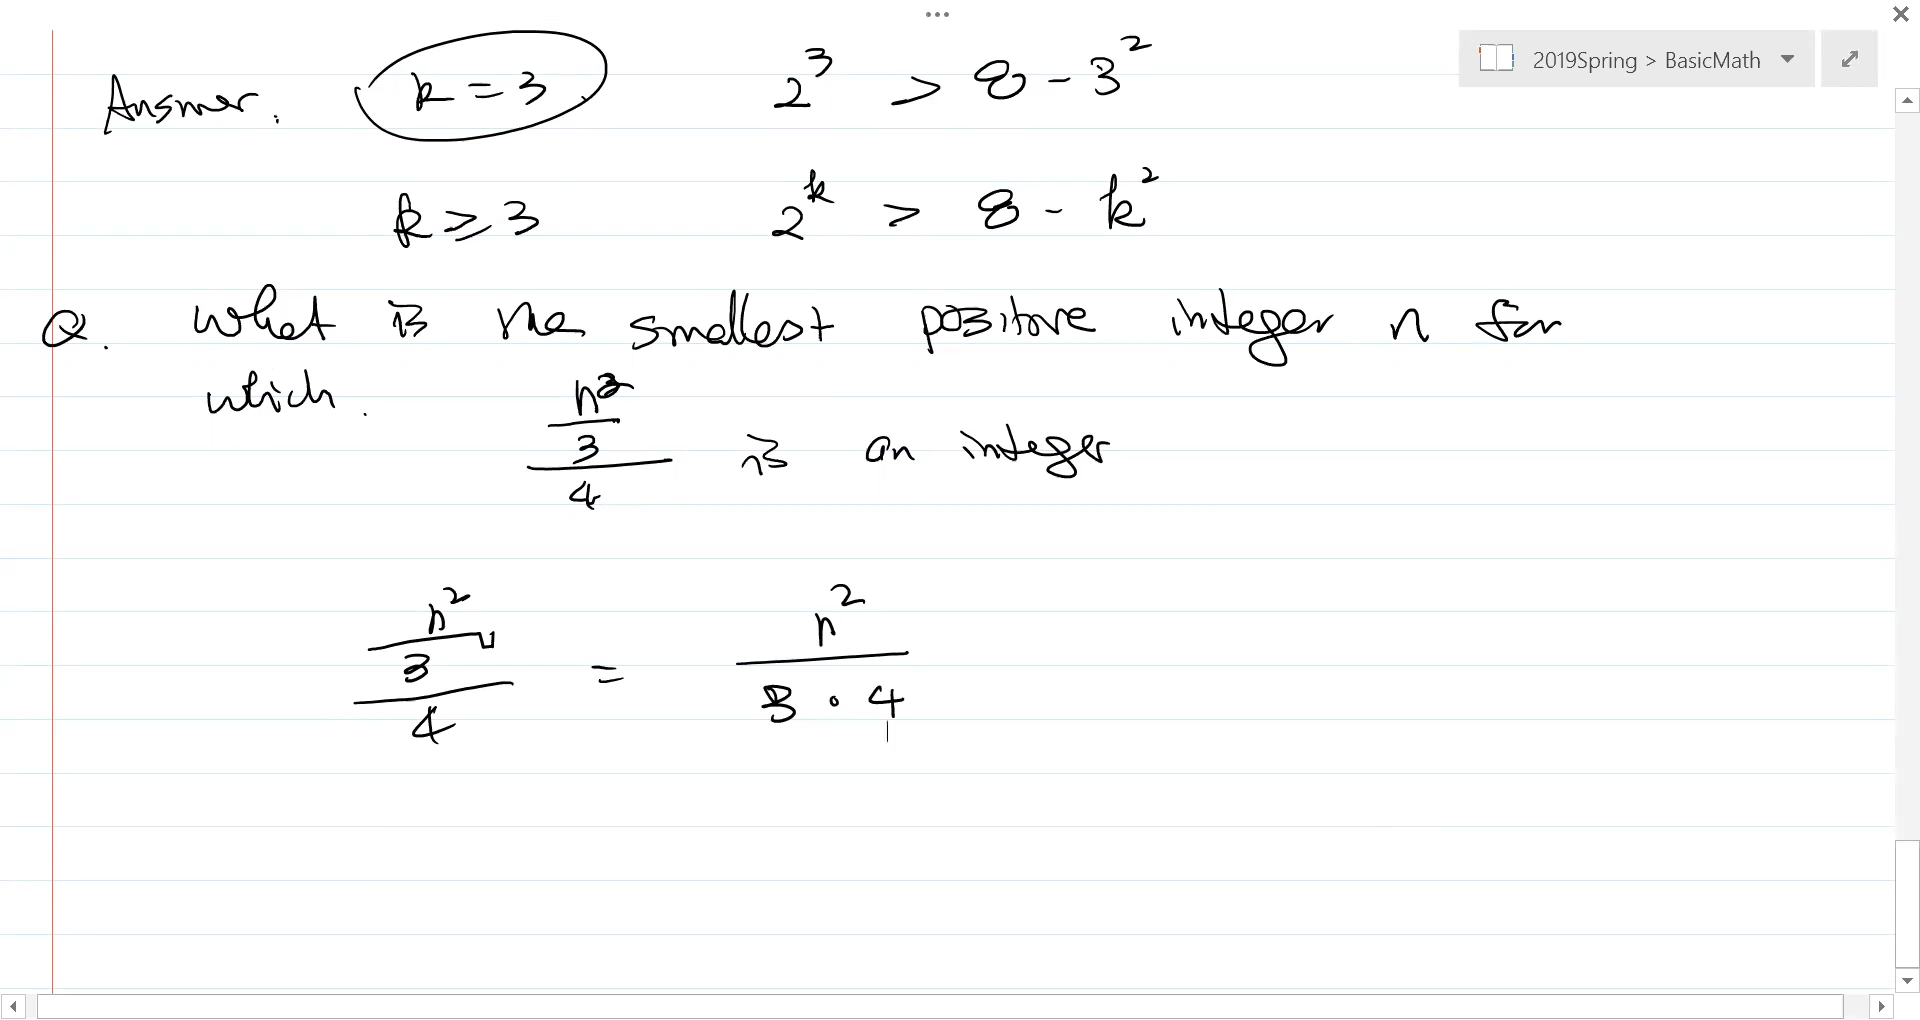 2019Spring > BasicMath
Answer. k = 3 2^3 > 8 - 3^2
k ≥ 3 2^k > 8 - k^2
Q. What is the smallest positive integer n for
which.
n^2
3
4
is an integer
n^2
3
4
=
n^2
3 · 4